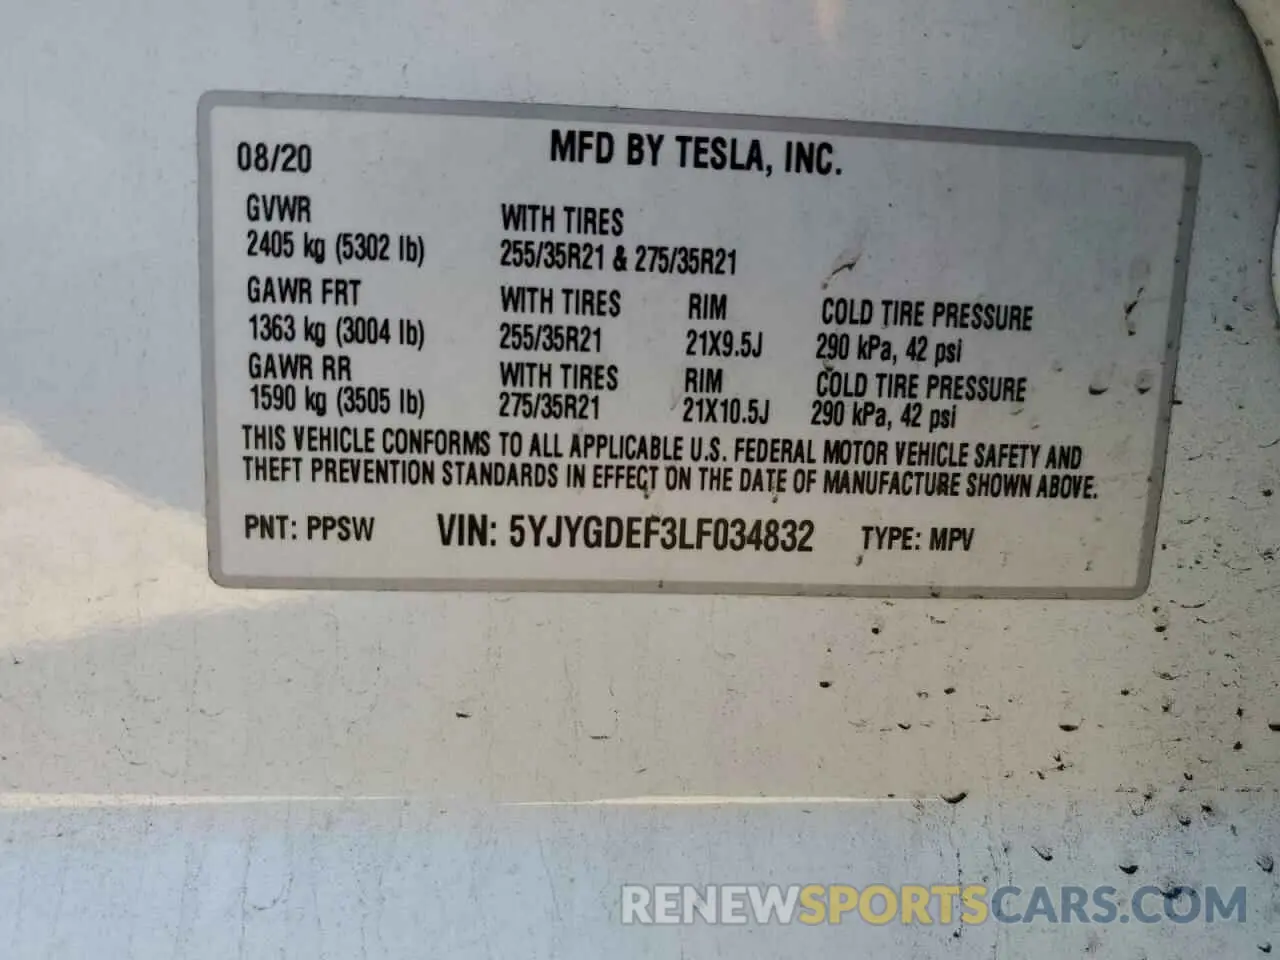 08/20 MFD BY TESLA, INC.
GVWR WITH TIRES
2405 kg (5302 lb) 255/35R21 & 275/35R21
GAWR FRT WITH TIRES RIM COLD TIRE PRESSURE
1363 kg (3004 lb) 255/35R21 21X9.5J 290 kPa, 42 psi
GAWR RR WITH TIRES RIM COLD TIRE PRESSURE
1590 kg (3505 lb) 275/35R21 21X10.5J 290 kPa, 42 psi
THIS VEHICLE CONFORMS TO ALL APPLICABLE U.S. FEDERAL MOTOR VEHICLE SAFETY AND
THEFT PREVENTION STANDARDS IN EFFECT ON THE DATE OF MANUFACTURE SHOWN ABOVE.
PNT: PPSW VIN: 5YJYGDEF3LF034832 TYPE: MPV
RENEWSPORTSCARS.COM